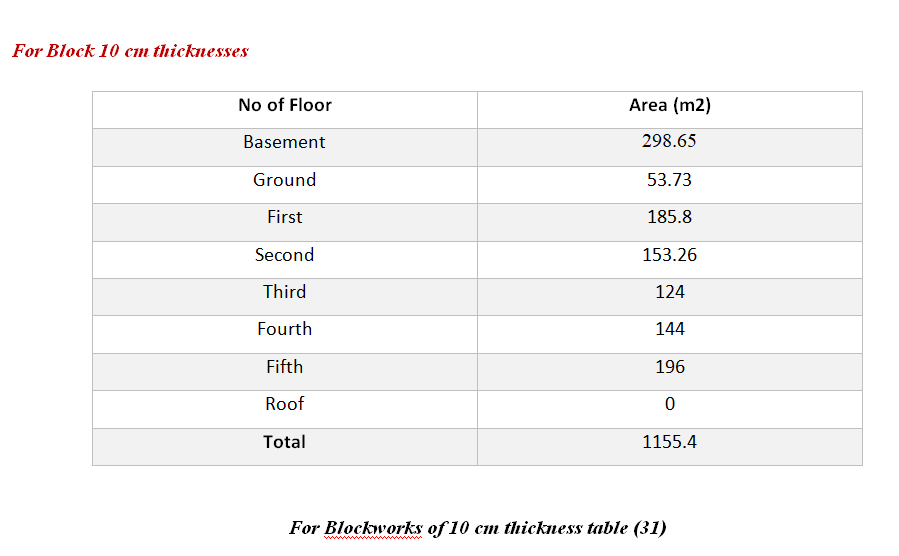 For Block 10 cm thicknesses
No of Floor Area (m2)
Basement 298.65
Ground 53.73
First 185.8
Second 153.26
Third 124
Fourth 144
Fifth 196
Roof 0
Total 1155.4
For Blockworks of 10 cm thickness table (31)